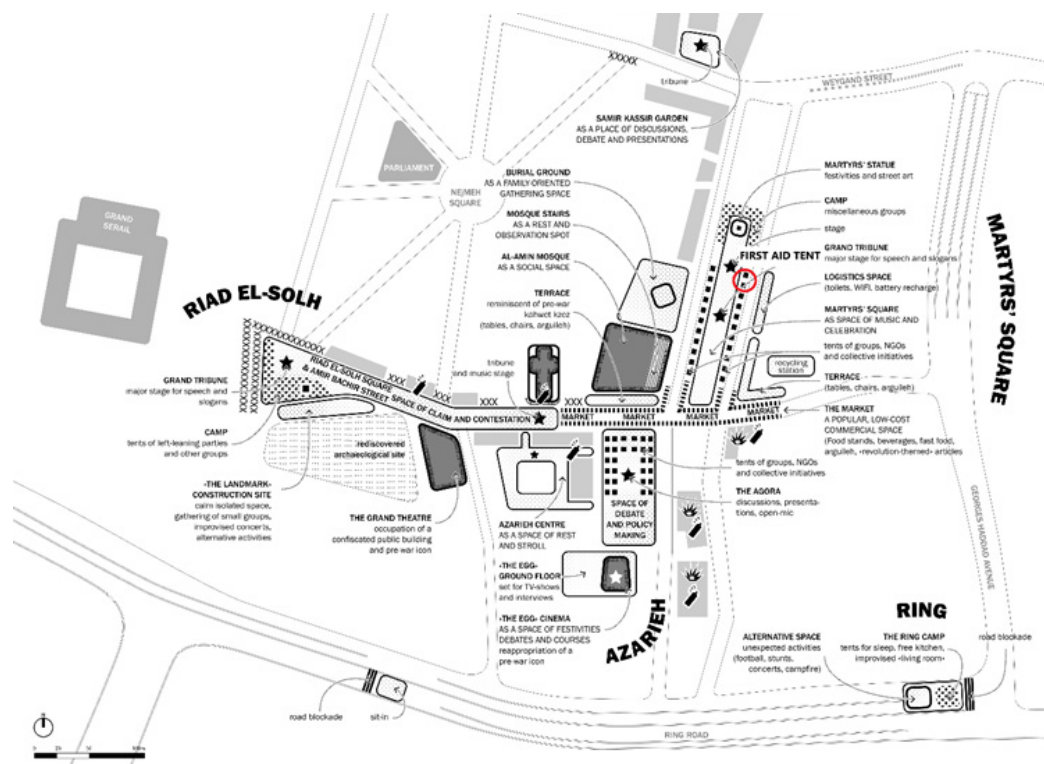 XXXXX
tribune
WEYGAND STREET
SAMIR KASSIR GARDEN
AS A PLACE OF DISCUSSIONS,
DEBATE AND PRESENTATIONS
PARLIAMENT
NEJMEH
SQUARE
GRAND
SERAIL
BURIAL GROUND
AS A FAMILY-ORIENTED
GATHERING SPACE
MOSQUE STAIRS
AS A REST AND
OBSERVATION SPOT
AL-AMIN MOSQUE
AS A SOCIAL SPACE
TERRACE
reminiscent of pre-war
kahwet kzez
(tables, chairs, arguileh)
tribune
and music stage
MARTYRS' STATUE
festivities and street art
CAMP
miscellaneous groups
stage
FIRST AID TENT
GRAND TRIBUNE
major stage for speech and slogans
LOGISTICS SPACE
(toilets, WIFI, battery recharge)
MARTYRS' SQUARE
AS SPACE OF MUSIC AND
CELEBRATION
tents of groups, NGOs
and collective initiatives
recycling
station
TERRACE
(tables, chairs, arguileh)
THE MARKET
A POPULAR, LOW-COST
COMMERCIAL SPACE
(Food stands, beverages, fast food,
arguileh, «revolution-themed» articles
MARTYRS' SQUARE
RIAD EL-SOLH
RIAD EL-SOLH SQUARE
& AMIR BACHIR STREET
SPACE OF CLAIM AND CONTESTATION
XXX
XXX
MARKET
MARKET
MARKET
MARKET
GRAND TRIBUNE
major stage for speech and
slogans
CAMP
tents of left-leaning parties
and other groups
rediscovered
archaeological site
«THE LANDMARK»
CONSTRUCTION SITE
calm isolated space,
gathering of small groups,
improvised concerts,
alternative activities
THE GRAND THEATRE
occupation of a
confiscated public building
and pre war icon
AZARIEH CENTRE
AS A SPACE OF REST
AND STROLL
SPACE OF
DEBATE
AND POLICY
MAKING
tents of groups, NGOs
and collective initiatives
THE AGORA
discussions, presenta-
tions, open-mic
«THE EGG»
GROUND FLOOR
set for TV-shows
and interviews
«THE EGG» CINEMA
AS A SPACE OF FESTIVITIES
DEBATES AND COURSES
reappropriation of a
pre-war icon
AZARIEH
GEORGES HADDAD AVENUE
RING
ALTERNATIVE SPACE
unexpected activities
(football, stunts,
concerts, campfire)
THE RING CAMP
tents for sleep, free kitchen,
improvised «living room»
road blockade
road blockade
sit-in
RING ROAD